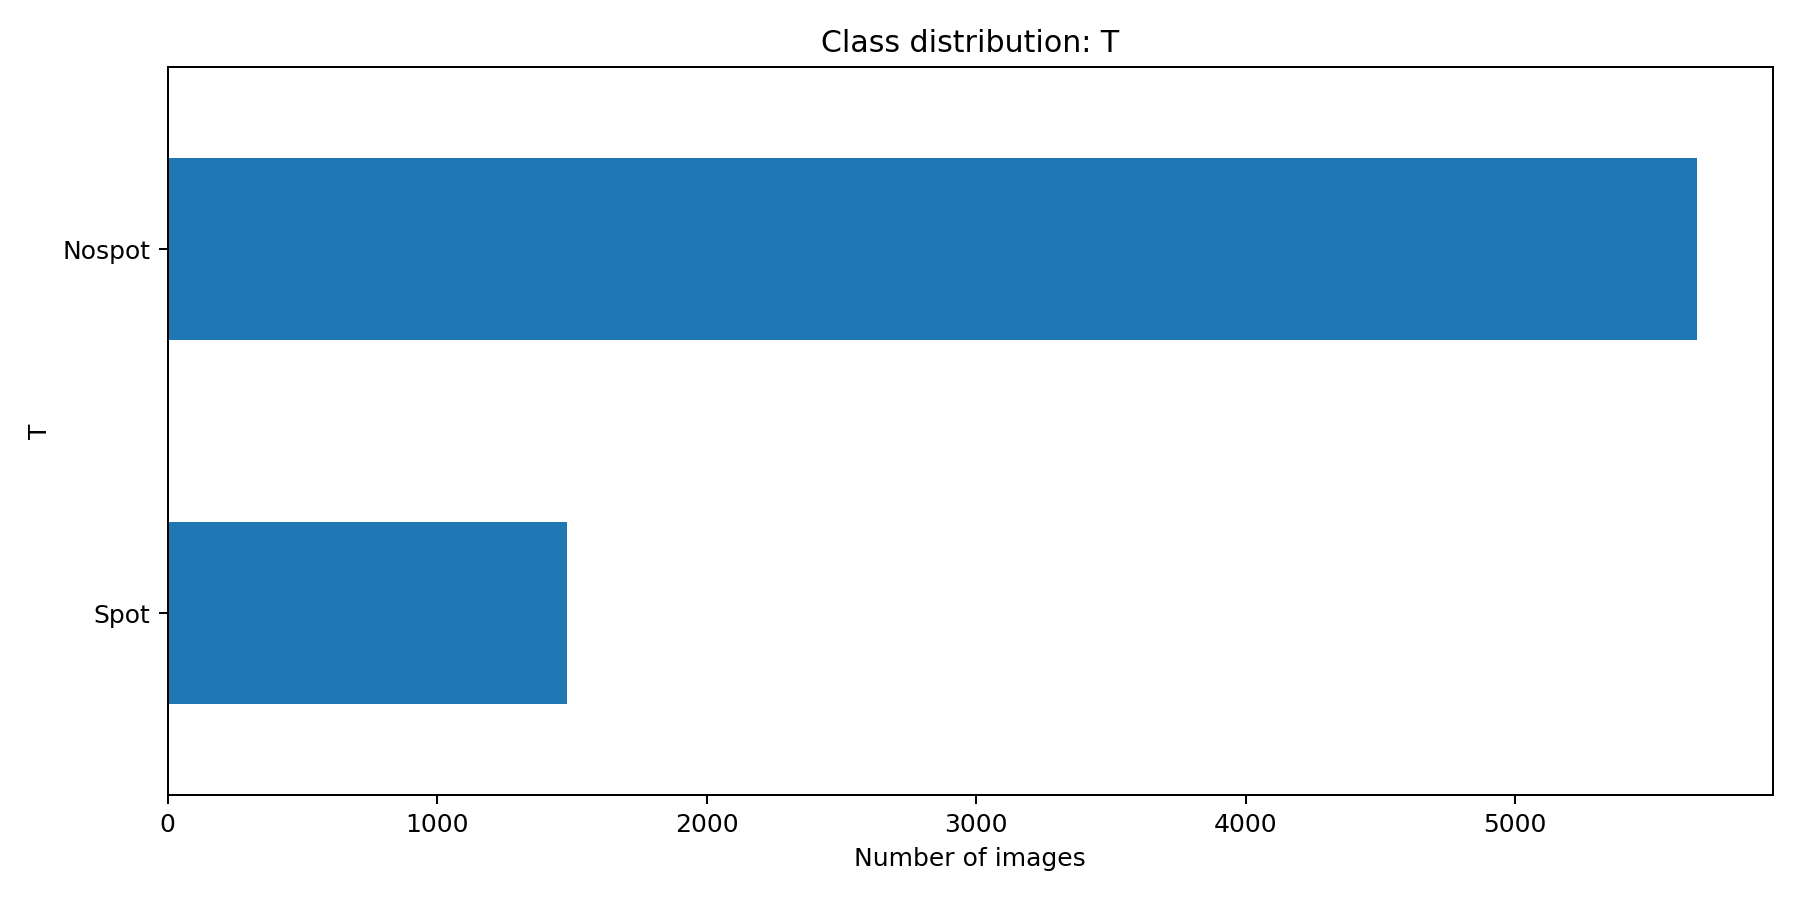 Class distribution: T
Nospot
T
Spot
0 1000 2000 3000 4000 5000
Number of images